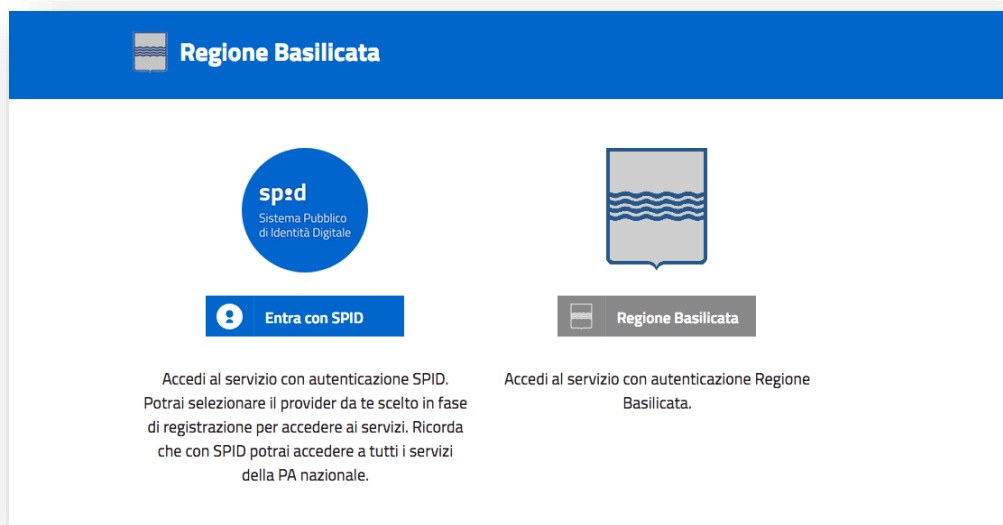 Regione Basilicata
spid
Sistema Pubblico
di Identità Digitale
Entra con SPID
Accedi al servizio con autenticazione SPID.
Potrai selezionare il provider da te scelto in fase
di registrazione per accedere ai servizi. Ricorda
che con SPID potrai accedere a tutti i servizi
della PA nazionale.
Regione Basilicata
Accedi al servizio con autenticazione Regione
Basilicata.